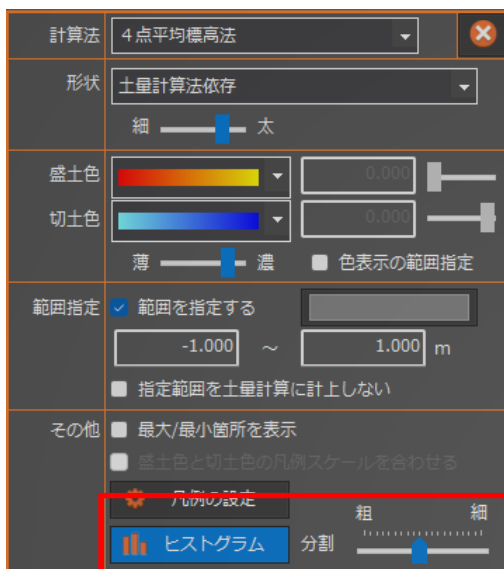 計算法 4点平均標高法
形状 土量計算法依存
細 太
盛土色 0.000
切土色 0.000
薄 濃 色表示の範囲指定
範囲指定 範囲を指定する
-1.000 ～ 1.000 m
指定範囲を土量計算に計上しない
その他 最大/最小箇所を表示
盛土色と切土色の凡例スケールを合わせる
凡例の設定
粗 細
ヒストグラム 分割